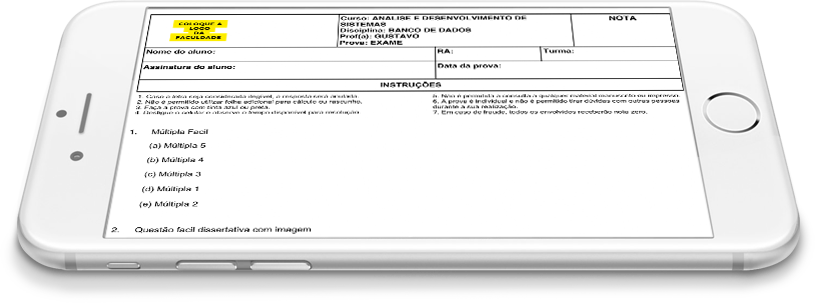 COLOQUE A
LOGO
DA
FACULDADE
Curso: ANALISE E DESENVOLVIMENTO DE
SISTEMAS
Disciplina: BANCO DE DADOS
Prof(a): GUSTAVO
Prova: EXAME
NOTA
Nome do aluno:
RA:
Turma:
Assinatura do aluno:
Data da prova:
INSTRUÇÕES
1. Caso a letra seja considerada ilegível, a resposta será anulada.
2. Não é permitido utilizar folha adicional para cálculo ou rascunho.
3. Faça a prova com tinta azul ou preta.
4. Desligue o celular e observe o tempo disponível para resolução.
5. Não é permitida a consulta a qualquer material manuscrito ou impresso.
6. A prova é individual e não é permitido tirar dúvidas com outras pessoas
durante a sua realização.
7. Em caso de fraude, todos os envolvidos receberão nota zero.
1. Múltipla Facil
(a) Múltipla 5
(b) Múltipla 4
(c) Múltipla 3
(d) Múltipla 1
(e) Múltipla 2
2. Questão facil dissertativa com imagem